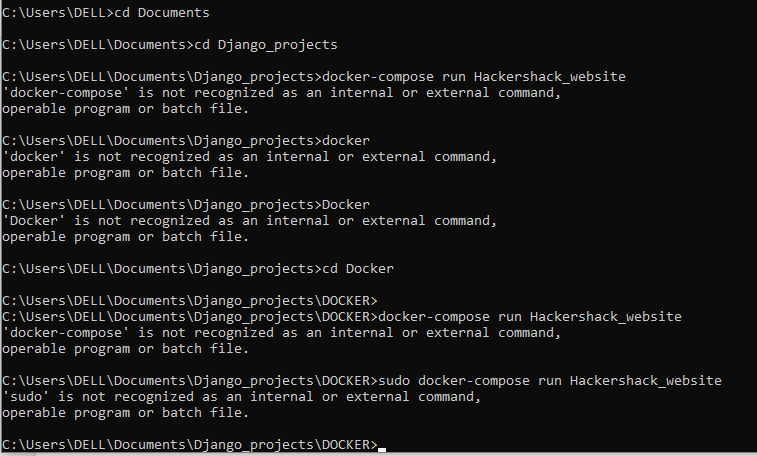 C:\Users\DELL>cd Documents
C:\Users\DELL\Documents>cd Django_projects
C:\Users\DELL\Documents\Django_projects>docker-compose run Hackershack_website
'docker-compose' is not recognized as an internal or external command,
operable program or batch file.
C:\Users\DELL\Documents\Django_projects>docker
'docker' is not recognized as an internal or external command,
operable program or batch file.
C:\Users\DELL\Documents\Django_projects>Docker
'Docker' is not recognized as an internal or external command,
operable program or batch file.
C:\Users\DELL\Documents\Django_projects>cd Docker
C:\Users\DELL\Documents\Django_projects\DOCKER>
C:\Users\DELL\Documents\Django_projects\DOCKER>docker-compose run Hackershack_website
'docker-compose' is not recognized as an internal or external command,
operable program or batch file.
C:\Users\DELL\Documents\Django_projects\DOCKER>sudo docker-compose run Hackershack_website
'sudo' is not recognized as an internal or external command,
operable program or batch file.
C:\Users\DELL\Documents\Django_projects\DOCKER>